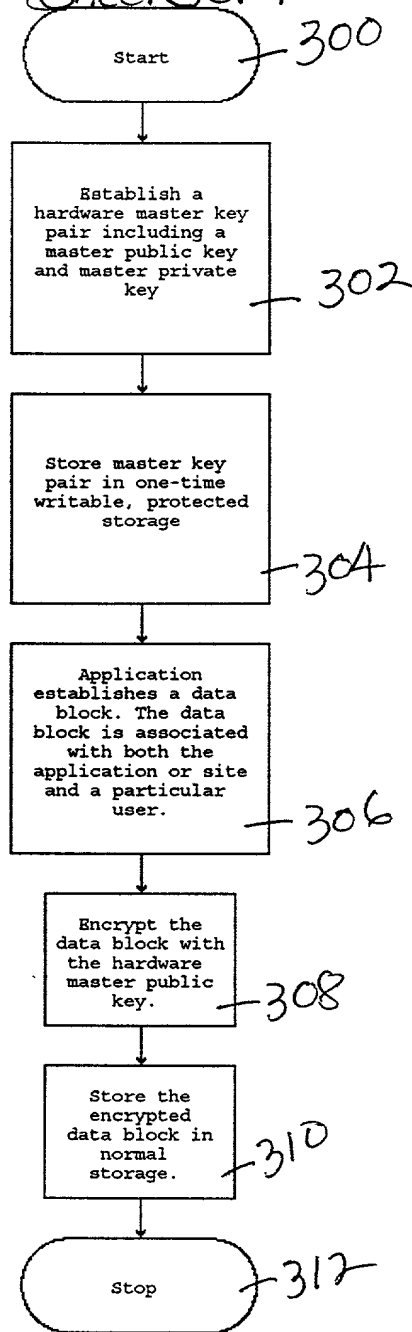 Start
300
Establish a
hardware master key
pair including a
master public key
and master private
key
302
Store master key
pair in one-time
writable, protected
storage
304
Application
establishes a data
block. The data
block is associated
with both the
application or site
and a particular
user.
306
Encrypt the
data block with
the hardware
master public
key.
308
Store the
encrypted
data block in
normal
storage.
310
Stop
312